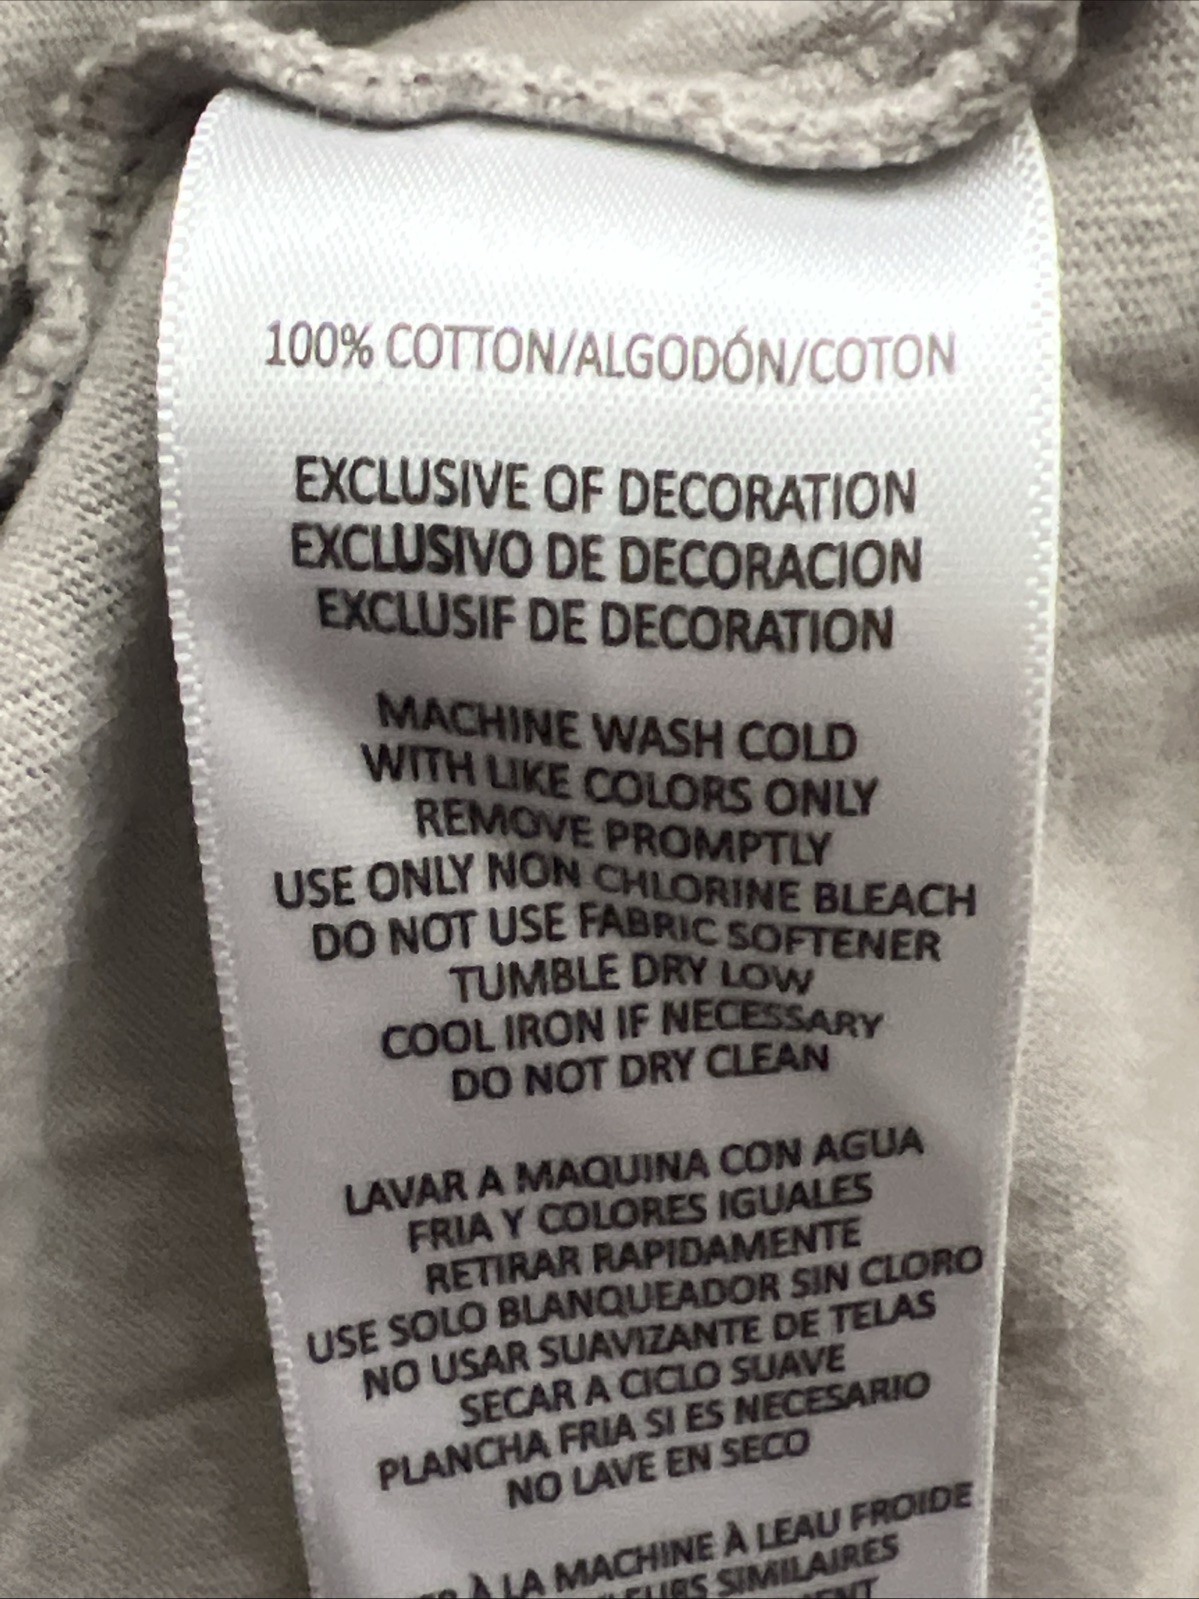 100% COTTON/ALGODÓN/COTON
EXCLUSIVE OF DECORATION
EXCLUSIVO DE DECORACION
EXCLUSIF DE DECORATION
MACHINE WASH COLD
WITH LIKE COLORS ONLY
REMOVE PROMPTLY
USE ONLY NON CHLORINE BLEACH
DO NOT USE FABRIC SOFTENER
TUMBLE DRY LOW
COOL IRON IF NECESSARY
DO NOT DRY CLEAN
LAVAR A MAQUINA CON AGUA
FRIA Y COLORES IGUALES
RETIRAR RAPIDAMENTE
USE SOLO BLANQUEADOR SIN CLORO
NO USAR SUAVIZANTE DE TELAS
SECAR A CICLO SUAVE
PLANCHA FRIA SI ES NECESARIO
NO LAVE EN SECO
À LA MACHINE À LEAU FROIDE
SIMILAIRES